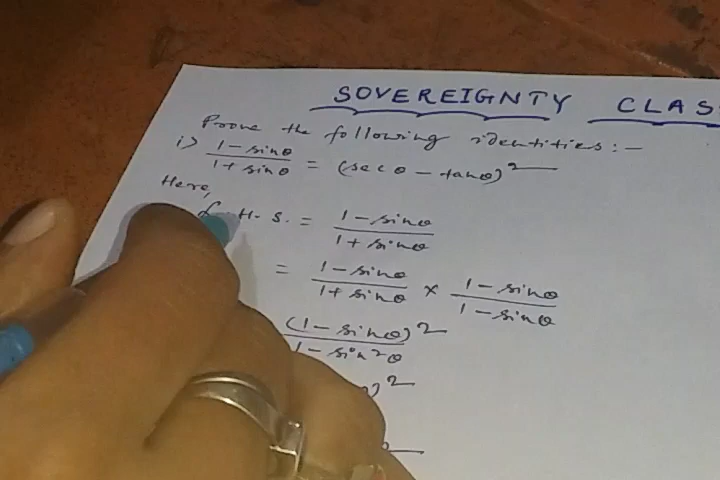 SOVEREIGNTY CLAS
Prove the following identities :-
i) (1 - sinθ)/(1 + sinθ) = (secθ - tanθ)²
Here,
L.H.S. = (1 - sinθ)/(1 + sinθ)
= (1 - sinθ)/(1 + sinθ) × (1 - sinθ)/(1 - sinθ)
(1 - sinθ)²/(1 - sin²θ)
)²